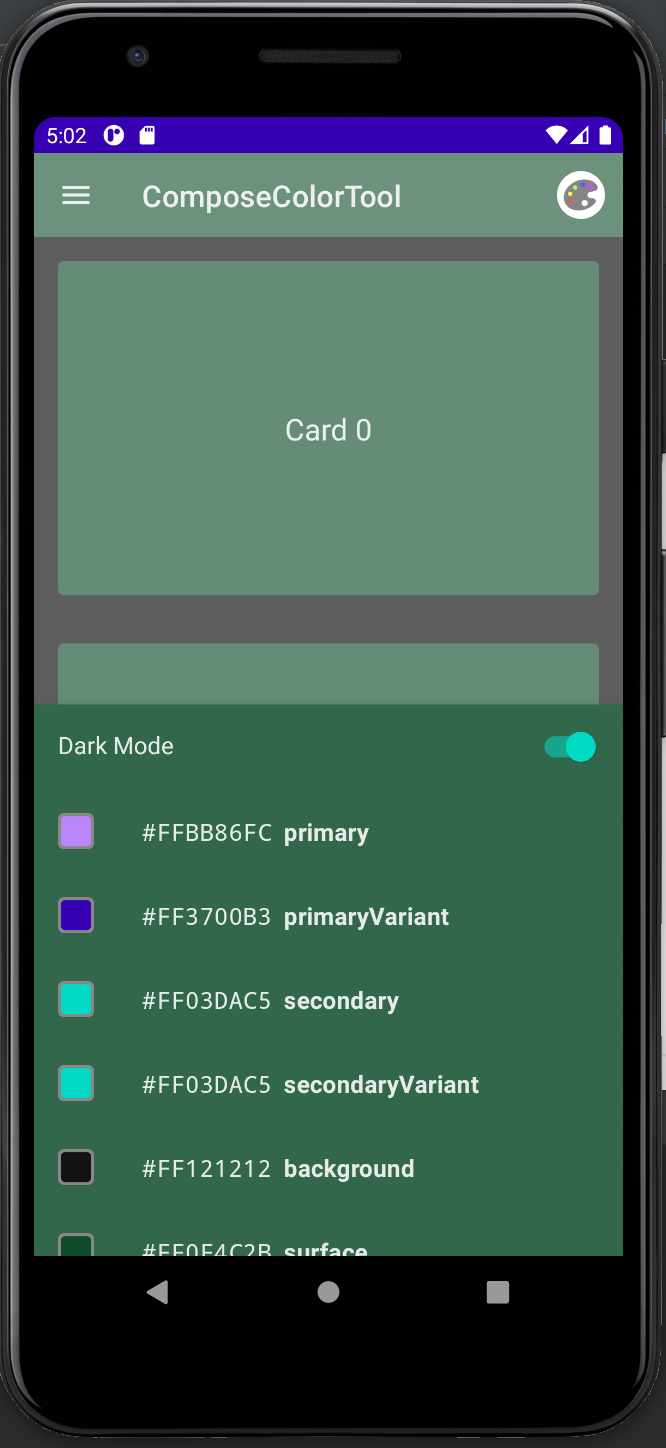 5:02
ComposeColorTool
Card 0
Dark Mode
#FFBB86FC primary
#FF3700B3 primaryVariant
#FF03DAC5 secondary
#FF03DAC5 secondaryVariant
#FF121212 background
#FF0F4C2B surface